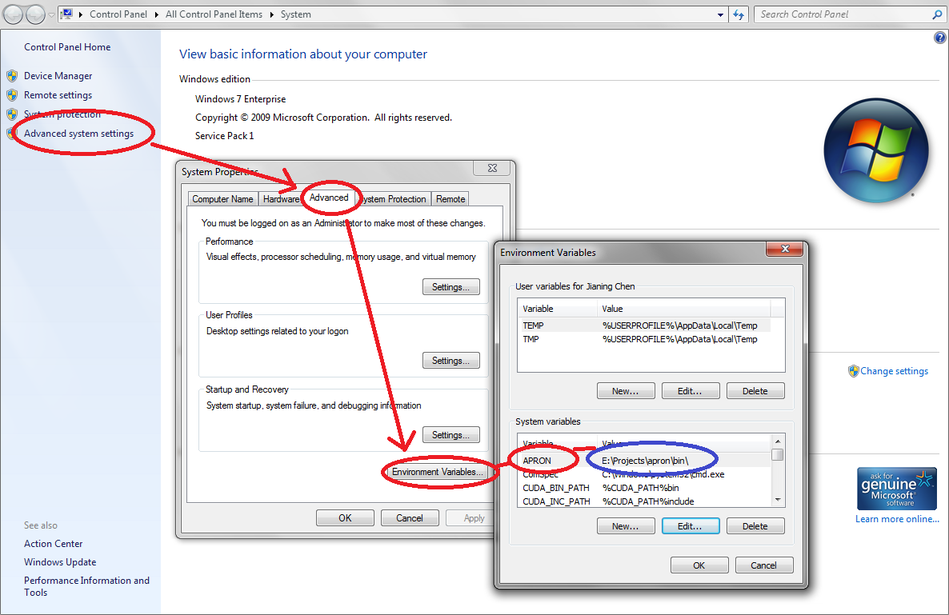 Control Panel ▸ All Control Panel Items ▸ System
Search Control Panel
Control Panel Home
Device Manager
Remote settings
System protection
Advanced system settings
View basic information about your computer
Windows edition
Windows 7 Enterprise
Copyright © 2009 Microsoft Corporation. All rights reserved.
Service Pack 1
System Properties
Computer Name
Hardware
Advanced
System Protection
Remote
You must be logged on as an Administrator to make most of these changes.
Performance
Visual effects, processor scheduling, memory usage, and virtual memory
Settings...
User Profiles
Desktop settings related to your logon
Settings...
Startup and Recovery
System startup, system failure, and debugging information
Settings...
Environment Variables...
OK
Cancel
Apply
Environment Variables
User variables for Jianing Chen
Variable Value
TEMP %USERPROFILE%\AppData\Local\Temp
TMP %USERPROFILE%\AppData\Local\Temp
New...
Edit...
Delete
System variables
Variable Value
APRON E:\Projects\apron\bin\
ComSpec C:\Windows\system32\cmd.exe
CUDA_BIN_PATH %CUDA_PATH%\bin
CUDA_INC_PATH %CUDA_PATH%\include
New...
Edit...
Delete
OK
Cancel
Change settings
ask for
genuine
Microsoft
software
Learn more online...
See also
Action Center
Windows Update
Performance Information and
Tools